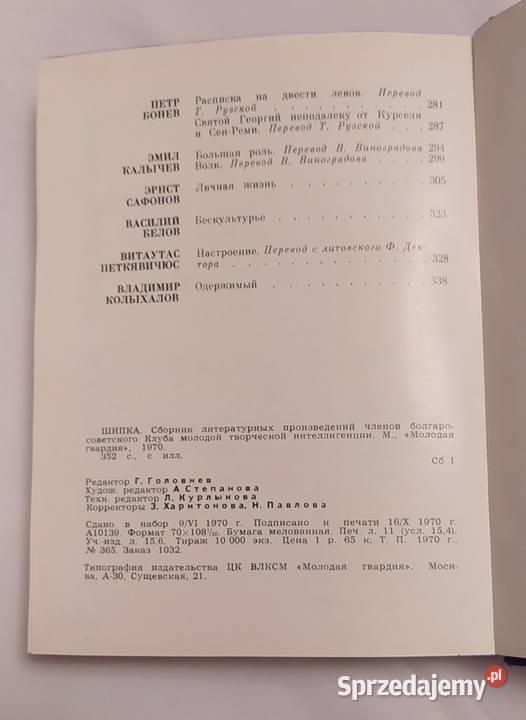 ПЕТР БОНЕВ
Расписка на двести левов. Перевод
Т. Рузской . . . . . . . . . . 281
Святой Георгий неподалеку от Курселя
и Сен-Реми. Перевод Т. Рузской . . . 287
ЭМИЛ КАЛЫЧЕВ
Большая роль. Перевод В. Виноградова 294
Волк. Перевод В. Виноградова . . . . 299
ЭРНСТ САФОНОВ
Личная жизнь . . . . . . . . . . 305
ВАСИЛИЙ БЕЛОВ
Бескультурье . . . . . . . . . . 323
ВИТАУТАС ПЕТКЯВИЧЮС
Настроение. Перевод с литовского Ф. Дек-
тора . . . . . . . . . . . . 328
ВЛАДИМИР КОЛЫХАЛОВ
Одержимый . . . . . . . . . . 338
ШИПКА. Сборник литературных произведений членов болгаро-
советского Клуба молодой творческой интеллигенции. М., «Молодая
гвардия», 1970.
352 с., с илл.
Сб 1
Редактор Г. Головнев
Худож. редактор А Степанова
Техн. редактор Л. Курлыкова
Корректоры З. Харитонова, Н. Павлова
Сдано в набор 9/VI 1970 г. Подписано к печати 16/X 1970 г.
А10139. Формат 70×108¹/₃₂. Бумага мелованная. Печ. л. 11 (усл. 15,4).
Уч.-изд. л. 15,6. Тираж 10 000 экз. Цена 1 р. 65 к. Т. П. 1970 г.,
№ 365. Заказ 1032.
Типография издательства ЦК ВЛКСМ «Молодая гвардия». Моск-
ва, А-30, Сущевская, 21.
Sprzedajemy.pl